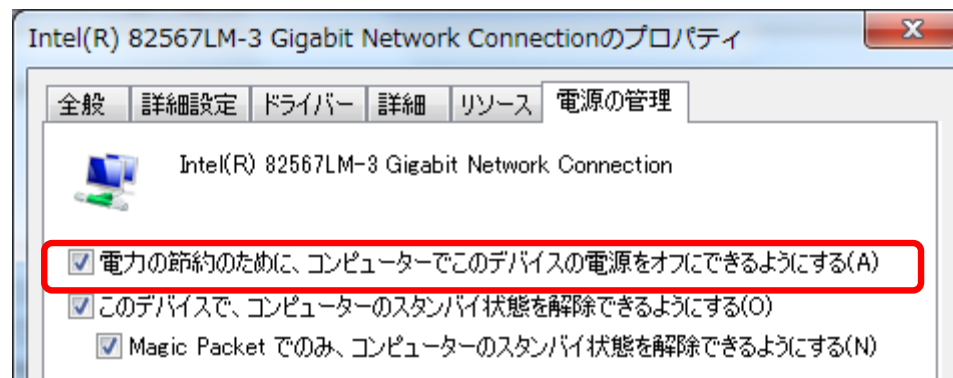 Intel(R) 82567LM-3 Gigabit Network Connectionのプロパティ
全般 詳細設定 ドライバー 詳細 リソース 電源の管理
Intel(R) 82567LM-3 Gigabit Network Connection
電力の節約のために、コンピューターでこのデバイスの電源をオフにできるようにする(A)
このデバイスで、コンピューターのスタンバイ状態を解除できるようにする(O)
Magic Packet でのみ、コンピューターのスタンバイ状態を解除できるようにする(N)